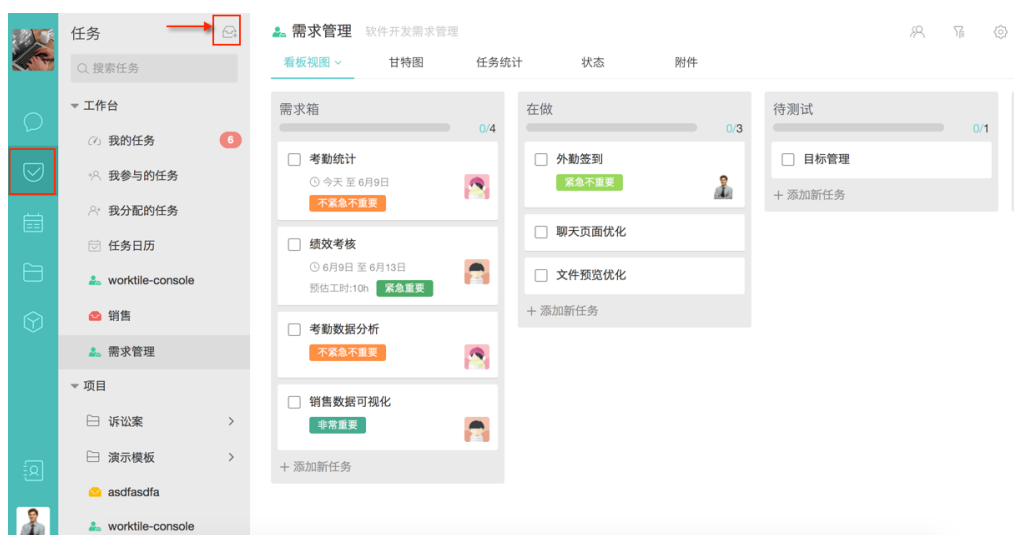 任务
搜索任务
工作台
我的任务
6
我参与的任务
我分配的任务
任务日历
worktile-console
销售
需求管理
项目
诉讼案
演示模板
asdfasdfa
worktile-console
需求管理 软件开发需求管理
看板视图 甘特图 任务统计 状态 附件
需求箱
0/4
考勤统计
今天 至 6月9日
不紧急不重要
绩效考核
6月9日 至 6月13日
预估工时:10h 紧急重要
考勤数据分析
不紧急不重要
销售数据可视化
非常重要
+ 添加新任务
在做
0/3
外勤签到
紧急不重要
聊天页面优化
文件预览优化
+ 添加新任务
待测试
0/1
目标管理
+ 添加新任务